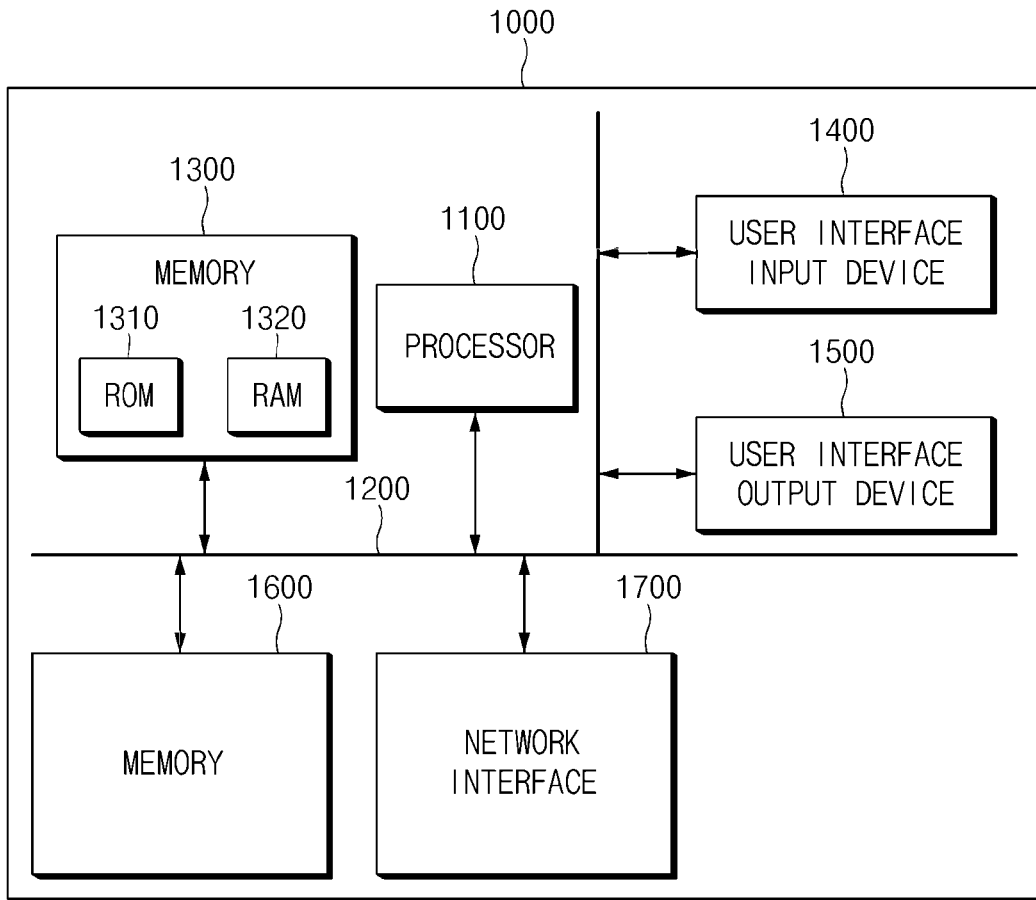 1000
1300
MEMORY
1310
ROM
1320
RAM
1100
PROCESSOR
1400
USER INTERFACE
INPUT DEVICE
1500
USER INTERFACE
OUTPUT DEVICE
1200
1600
MEMORY
1700
NETWORK
INTERFACE